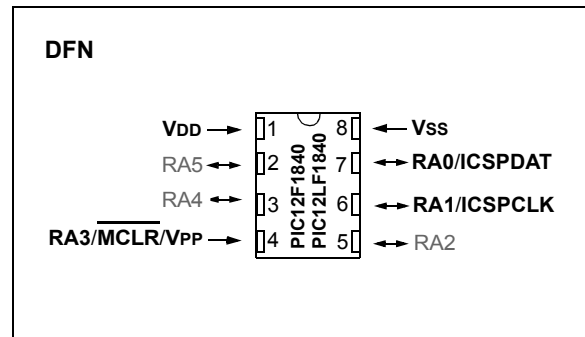 DFN
VDD 1 8 VSS
RA5 2 7 RA0/ICSPDAT
RA4 3 6 RA1/ICSPCLK
RA3/MCLR/VPP 4 5 RA2
PIC12F1840
PIC12LF1840